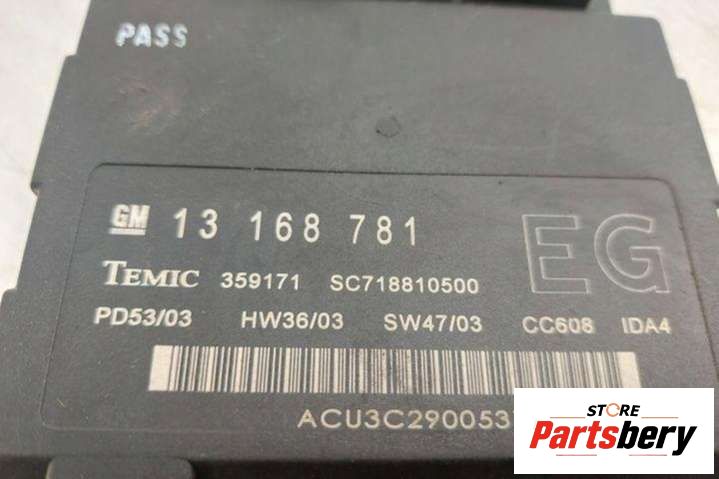 PASS
GM 13 168 781 EG
TEMIC 359171 SC718810500
PD53/03 HW36/03 SW47/03 CC608 IDA4
ACU3C290053
STORE
Partsbery